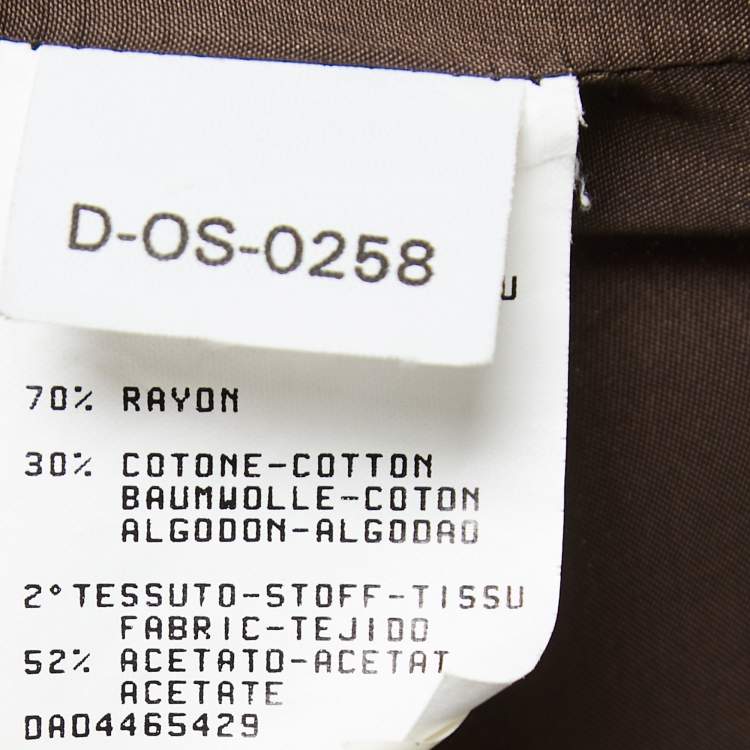 D-OS-0258
U
70% RAYON
30% COTONE-COTTON
BAUMWOLLE-COTON
ALGODON-ALGODAO
2° TESSUTO-STOFF-TISSU
FABRIC-TEJIDO
52% ACETATO-ACETAT
ACETATE
DA04465429